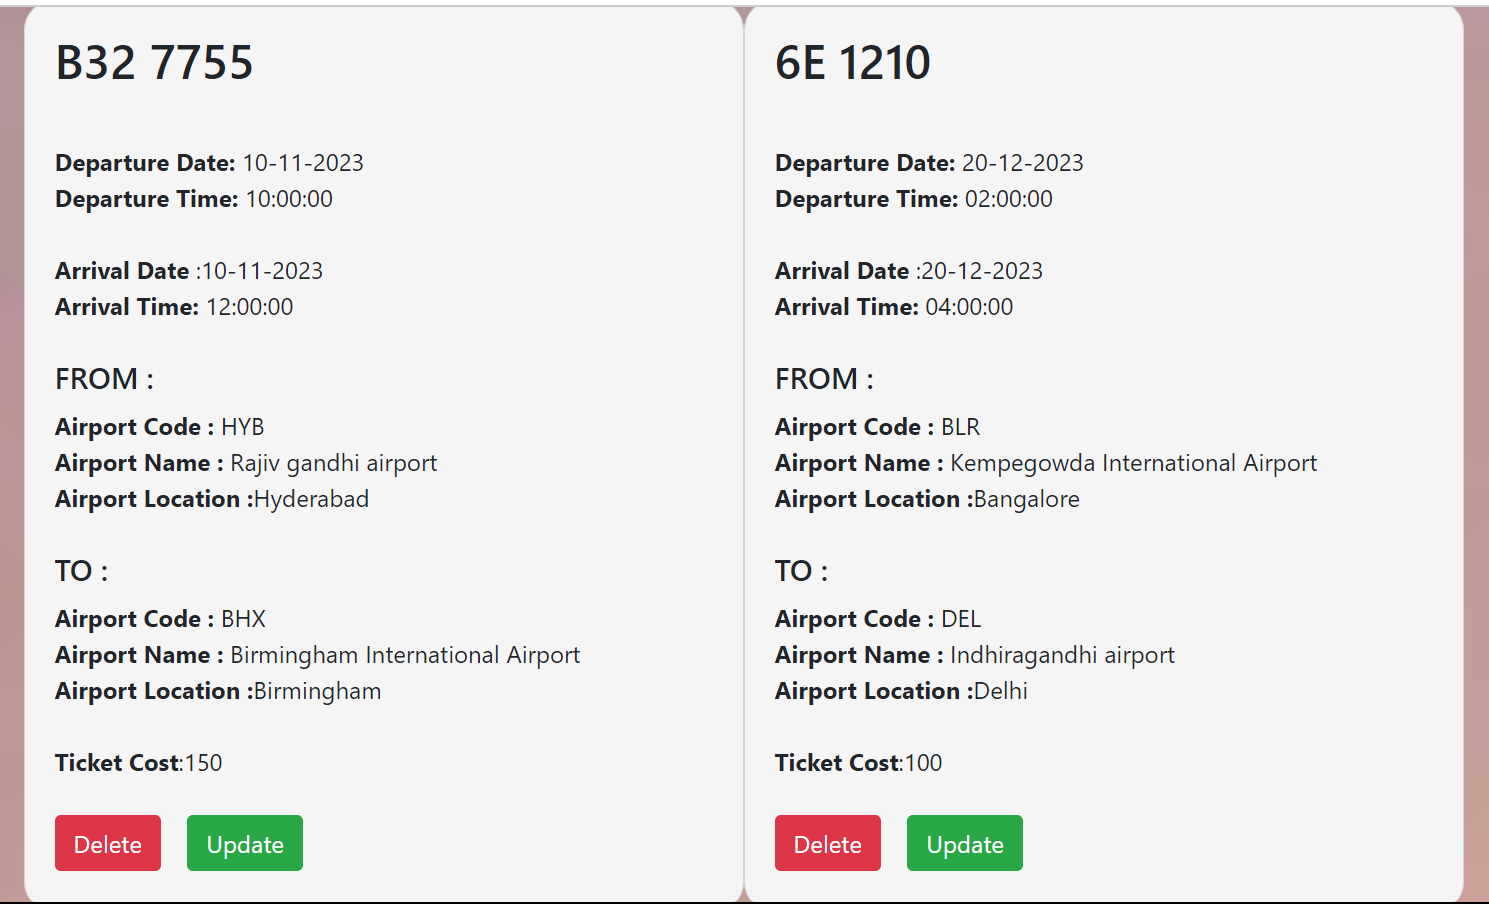 B32 7755
Departure Date: 10-11-2023
Departure Time: 10:00:00
Arrival Date :10-11-2023
Arrival Time: 12:00:00
FROM :
Airport Code : HYB
Airport Name : Rajiv gandhi airport
Airport Location :Hyderabad
TO :
Airport Code : BHX
Airport Name : Birmingham International Airport
Airport Location :Birmingham
Ticket Cost:150
Delete Update
6E 1210
Departure Date: 20-12-2023
Departure Time: 02:00:00
Arrival Date :20-12-2023
Arrival Time: 04:00:00
FROM :
Airport Code : BLR
Airport Name : Kempegowda International Airport
Airport Location :Bangalore
TO :
Airport Code : DEL
Airport Name : Indhiragandhi airport
Airport Location :Delhi
Ticket Cost:100
Delete Update